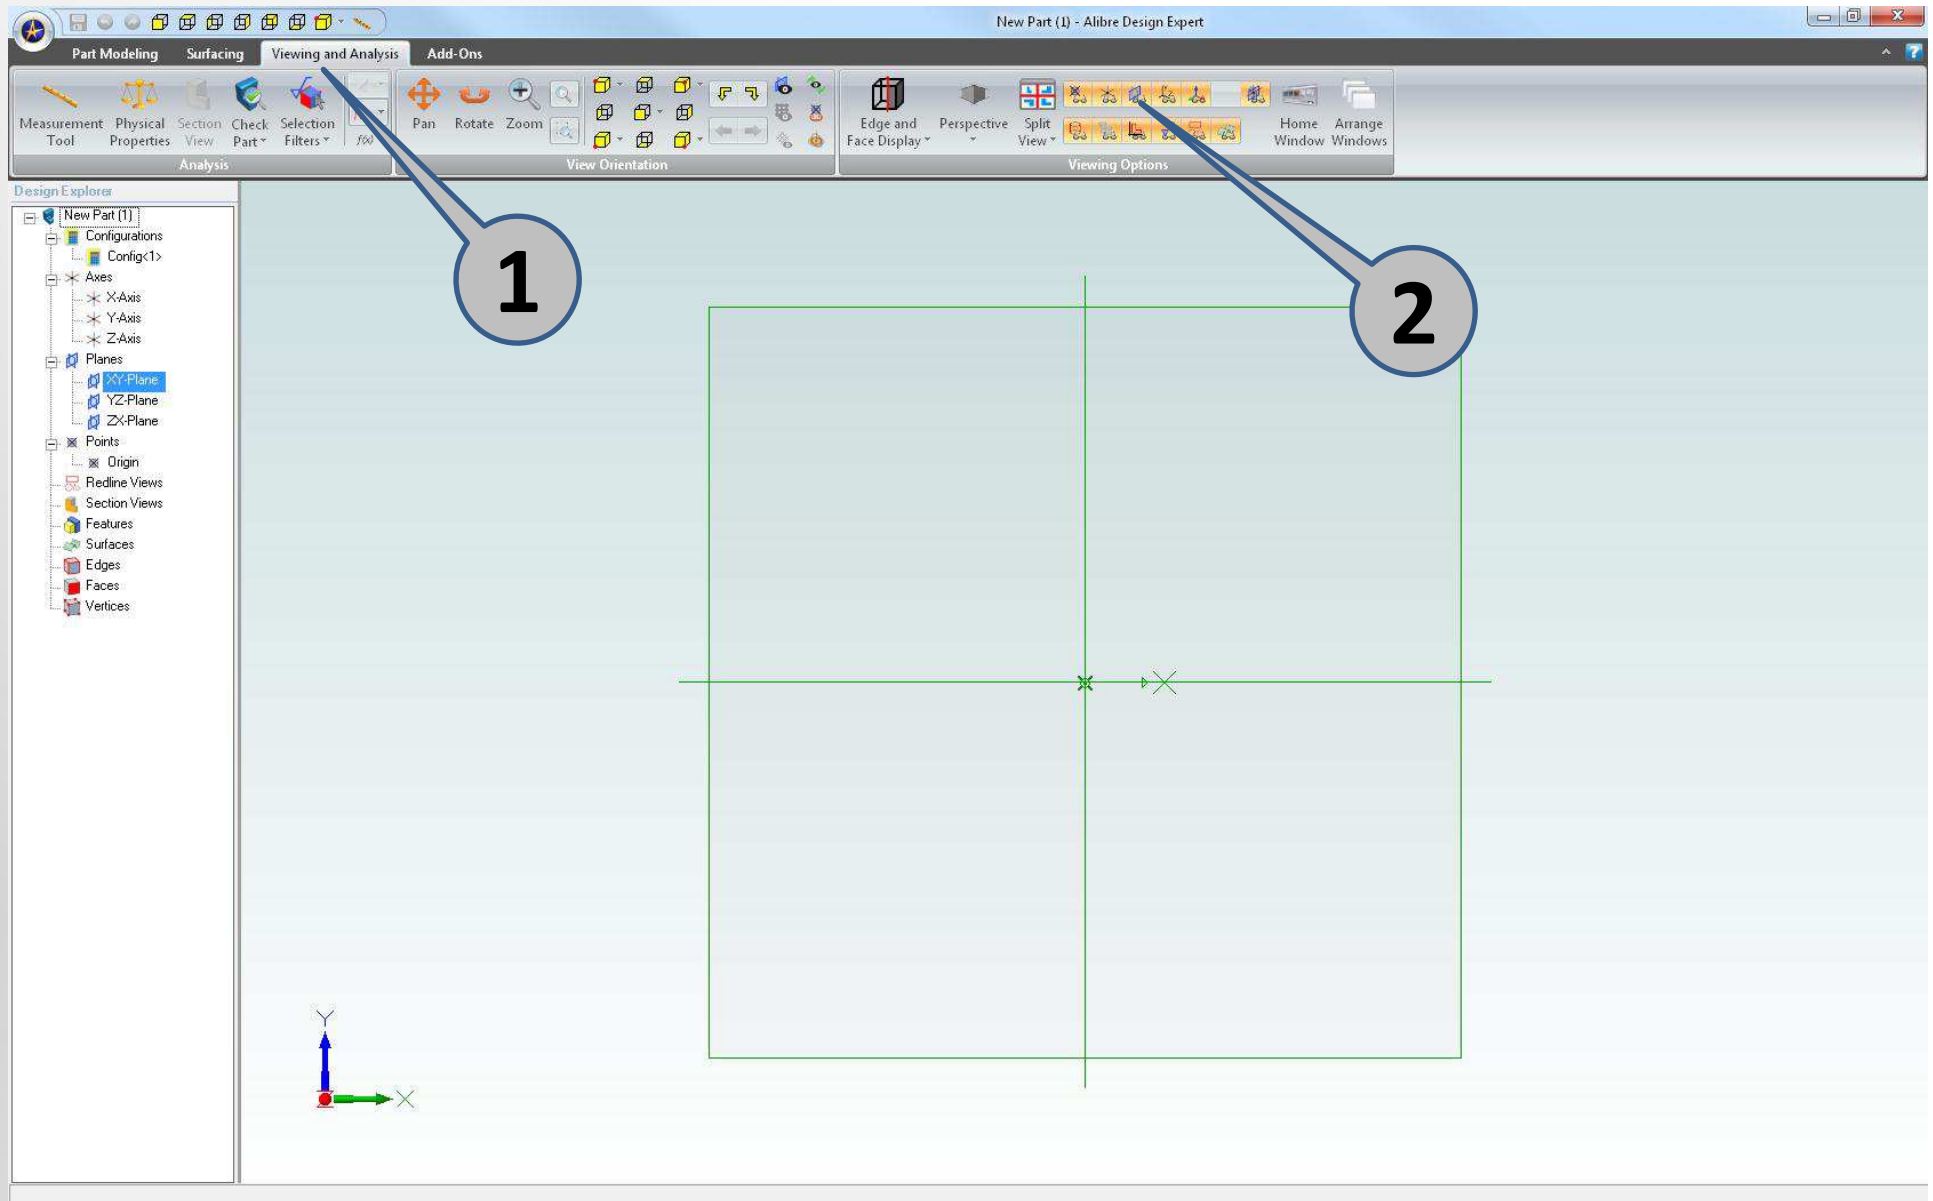 New Part (1) - Alibre Design Expert
Part Modeling Surfacing Viewing and Analysis Add-Ons
Measurement Tool
Physical Properties
Section View
Check Part
Selection Filters
f(x)
Analysis
Pan
Rotate
Zoom
View Orientation
Edge and Face Display
Perspective
Split View
Home Window
Arrange Windows
Viewing Options
Design Explorer
New Part (1)
Configurations
Config<1>
Axes
X-Axis
Y-Axis
Z-Axis
Planes
XY-Plane
YZ-Plane
ZX-Plane
Points
Origin
Redline Views
Section Views
Features
Surfaces
Edges
Faces
Vertices
1
2
X
Y
X